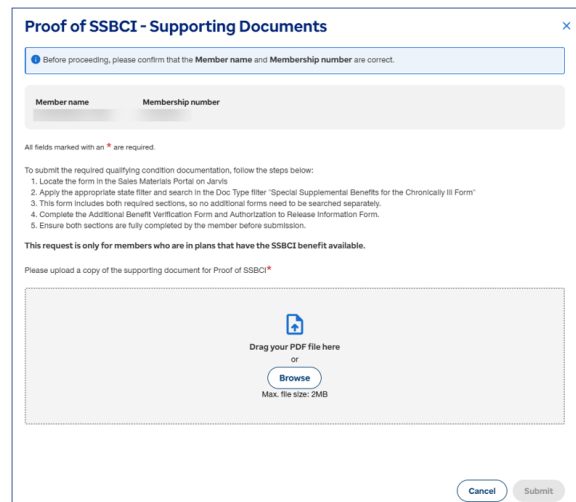 Proof of SSBCI - Supporting Documents
Before proceeding, please confirm that the Member name and Membership number are correct.
Member name Membership number
All fields marked with an * are required.
To submit the required qualifying condition documentation, follow the steps below:
1. Locate the form in the Sales Materials Portal on Jarvis
2. Apply the appropriate state filter and search in the Doc Type filter "Special Supplemental Benefits for the Chronically Ill Form"
3. This form includes both required sections, so no additional forms need to be searched separately.
4. Complete the Additional Benefit Verification Form and Authorization to Release Information Form.
5. Ensure both sections are fully completed by the member before submission.
This request is only for members who are in plans that have the SSBCI benefit available.
Please upload a copy of the supporting document for Proof of SSBCI*
Drag your PDF file here
or
Browse
Max. file size: 2MB
Cancel Submit